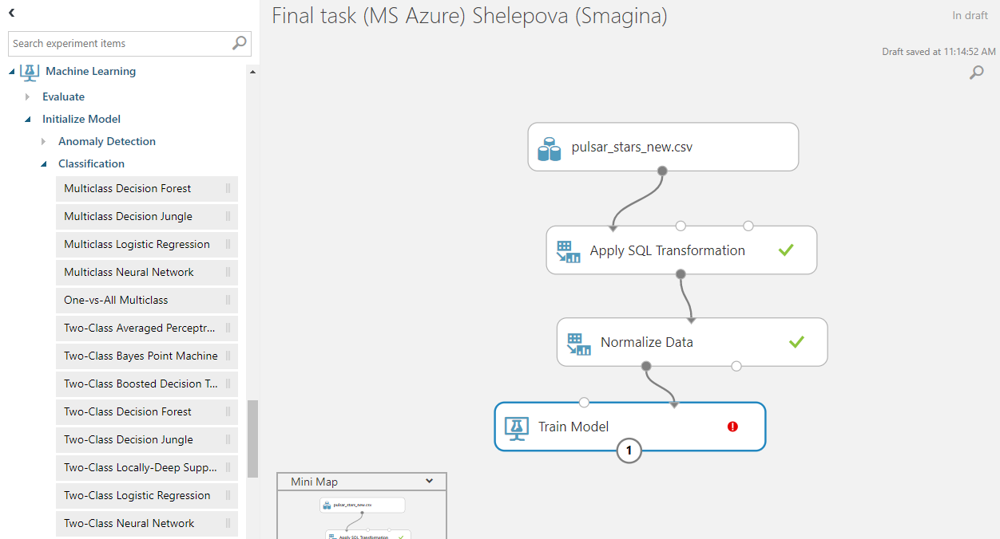 Final task (MS Azure) Shelepova (Smagina)
In draft
Draft saved at 11:14:52 AM
Search experiment items
Machine Learning
Evaluate
Initialize Model
Anomaly Detection
Classification
Multiclass Decision Forest
Multiclass Decision Jungle
Multiclass Logistic Regression
Multiclass Neural Network
One-vs-All Multiclass
Two-Class Averaged Perceptr...
Two-Class Bayes Point Machine
Two-Class Boosted Decision T...
Two-Class Decision Forest
Two-Class Decision Jungle
Two-Class Locally-Deep Supp...
Two-Class Logistic Regression
Two-Class Neural Network
pulsar_stars_new.csv
Apply SQL Transformation
Normalize Data
Train Model
1
Mini Map
pulsar_stars_new.csv
Apply SQL Transformation